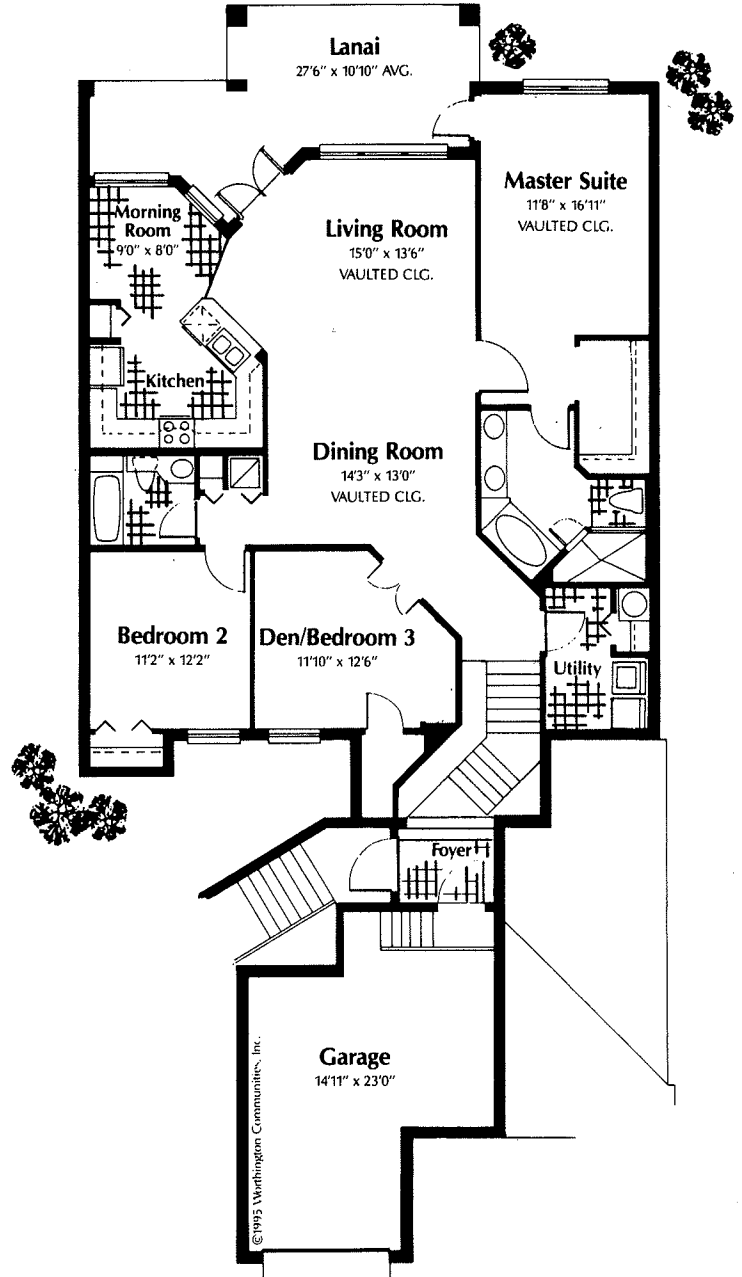 Lanai
27'6" x 10'10" AVG.
Master Suite
11'8" x 16'11"
VAULTED CLG.
Morning
Room
9'0" x 8'0"
Living Room
15'0" x 13'6"
VAULTED CLG.
Kitchen
Dining Room
14'3" x 13'0"
VAULTED CLG.
Bedroom 2
11'2" x 12'2"
Den/Bedroom 3
11'10" x 12'6"
Utility
Foyer
Garage
14'11" x 23'0"
©1995 Worthington Communities, Inc.